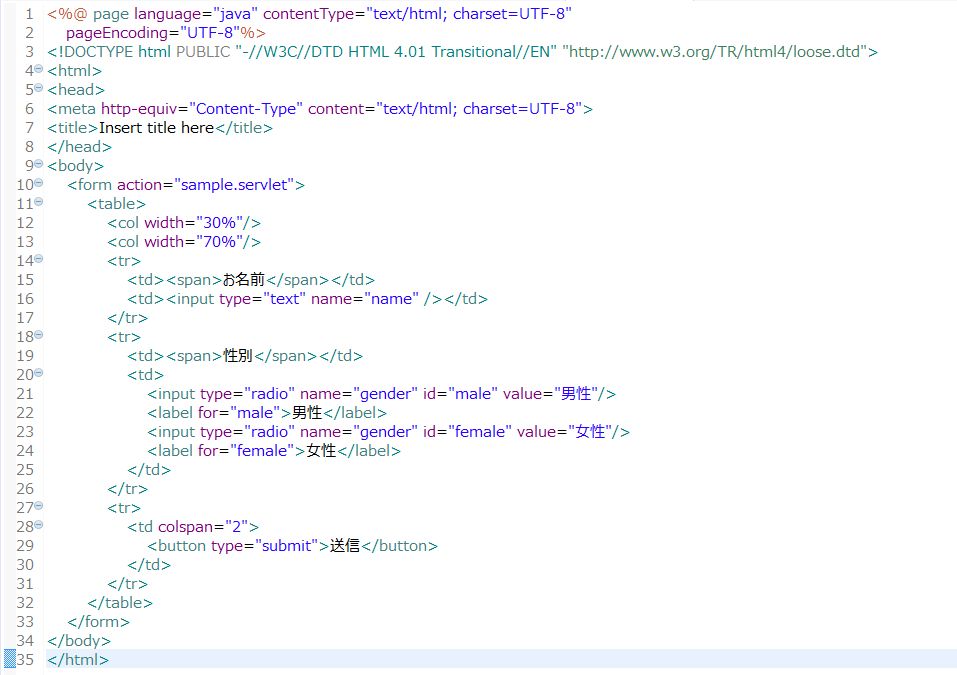 1 <%@ page language="java" contentType="text/html; charset=UTF-8"
2     pageEncoding="UTF-8"%>
3 <!DOCTYPE html PUBLIC "-//W3C//DTD HTML 4.01 Transitional//EN" "http://www.w3.org/TR/html4/loose.dtd">
4 <html>
5 <head>
6 <meta http-equiv="Content-Type" content="text/html; charset=UTF-8">
7 <title>Insert title here</title>
8 </head>
9 <body>
10     <form action="sample.servlet">
11         <table>
12             <col width="30%"/>
13             <col width="70%"/>
14             <tr>
15                 <td><span>お名前</span></td>
16                 <td><input type="text" name="name" /></td>
17             </tr>
18             <tr>
19                 <td><span>性別</span></td>
20                 <td>
21                     <input type="radio" name="gender" id="male" value="男性"/>
22                     <label for="male">男性</label>
23                     <input type="radio" name="gender" id="female" value="女性"/>
24                     <label for="female">女性</label>
25                 </td>
26             </tr>
27             <tr>
28                 <td colspan="2">
29                     <button type="submit">送信</button>
30                 </td>
31             </tr>
32         </table>
33     </form>
34 </body>
35 </html>